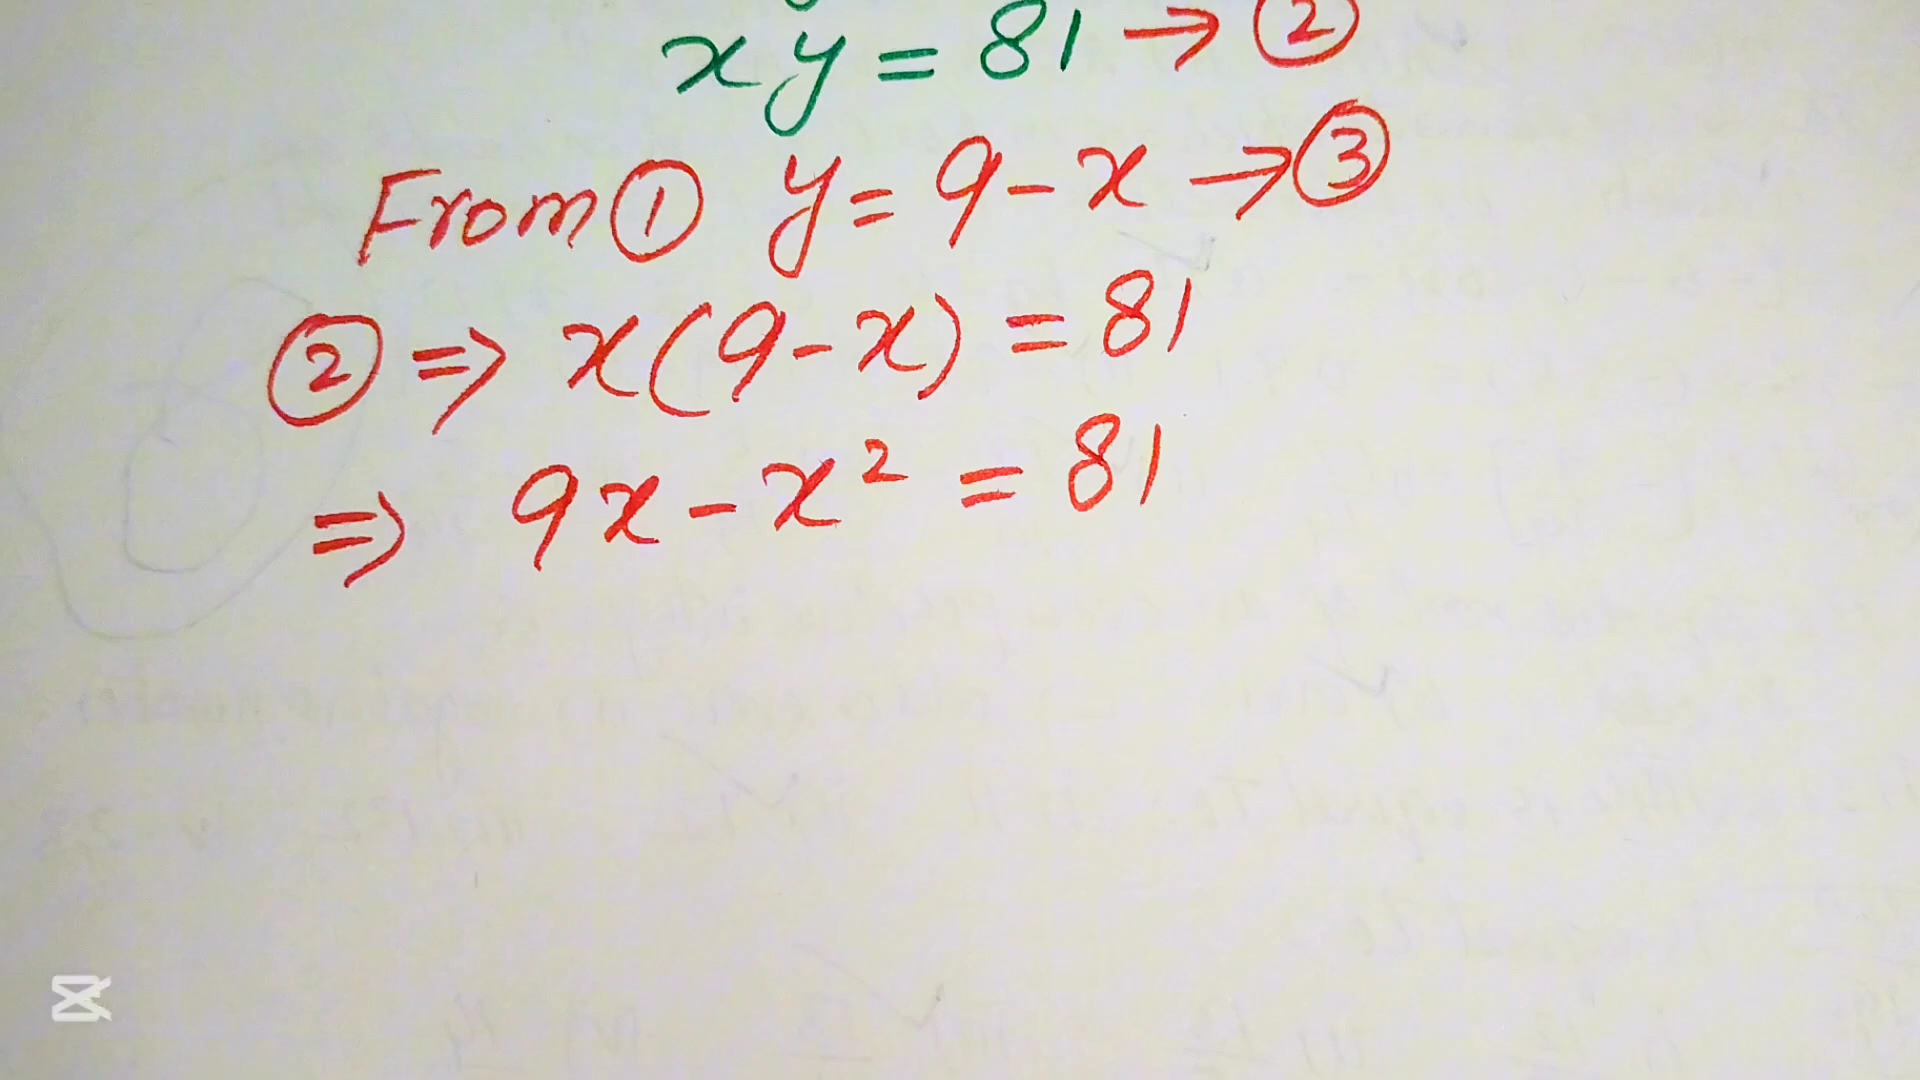 xy = 81 → ②
From ① y = 9 - x → ③
② ⇒ x(9 - x) = 81
⇒ 9x - x² = 81